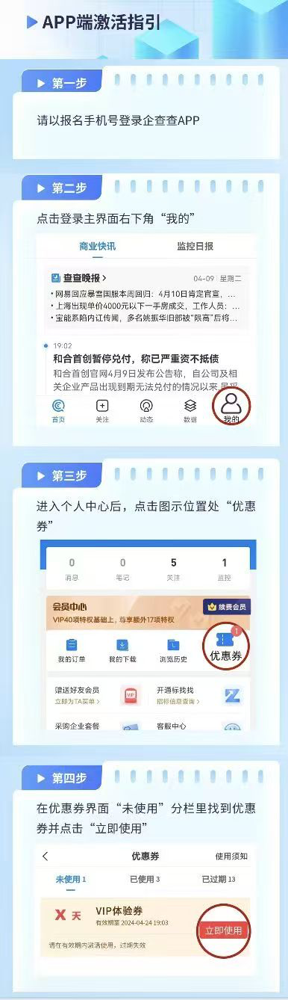 APP端激活指引
第一步
请以报名手机号登录企查查APP
第二步
点击登录主界面右下角“我的”
商业快讯 监控日报
查查晚报 04-09 星期二
• 网易回应暴雪国服本周回归：4月10日肯定官宣，...
• 上海出现单价4000元以下一手房成交，工作人员：...
• 宝能系陷内讧传闻，多名姚振华旧部被“限高”后将...
19:02
和合首创暂停兑付，称已严重资不抵债
和合首创官网4月9日发布公告称，自公司及相
关企业产品出现到期无法兑付的情况以来,
首页 关注 动态 数据 我的
第三步
进入个人中心后，点击图示位置处“优惠
券”
0 0 5 1
消息 笔记 关注 监控
会员中心 续费会员
VIP40项特权基础上，尊享额外17项特权
1
我的订单 我的下载 浏览历史 优惠券
赠送好友会员 VIP 开通标找找
立即为TA买单 招标信息查询
采购企业套餐 客服中心
第四步
在优惠券界面“未使用”分栏里找到优惠
券并点击“立即使用”
优惠券 使用须知
未使用 1 已使用 3 已过期 13
X 天 VIP体验券
有效期至 2024-04-24 19:03
立即使用
请在有效期内激活使用，过期失效